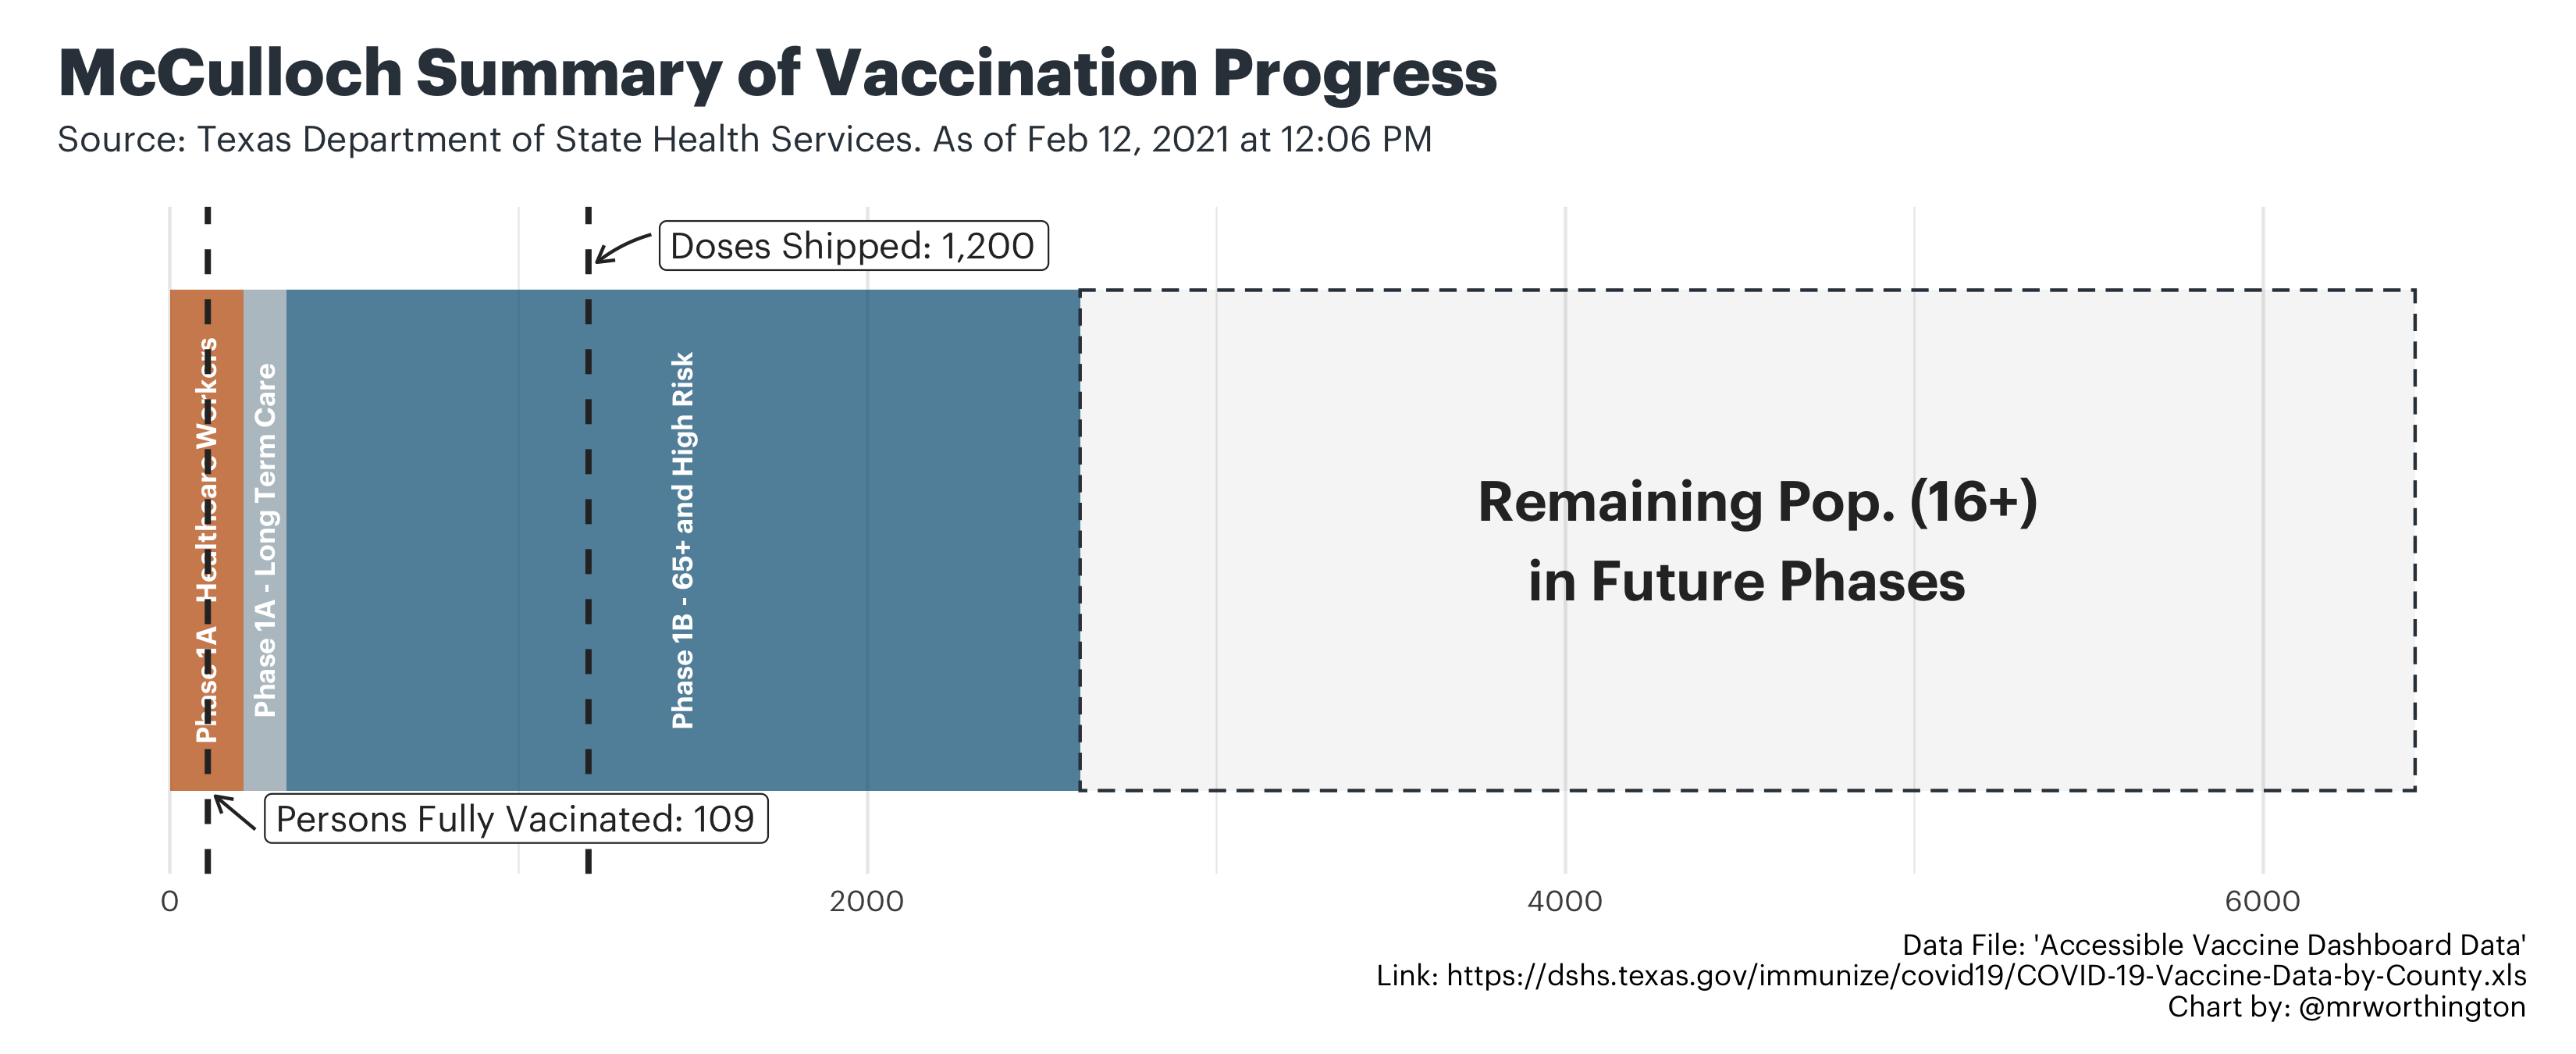 McCulloch Summary of Vaccination Progress
Source: Texas Department of State Health Services. As of Feb 12, 2021 at 12:06 PM
Doses Shipped: 1,200
Phase 1A - Healthcare Workers
Phase 1A - Long Term Care
Phase 1B - 65+ and High Risk
Remaining Pop. (16+)
in Future Phases
Persons Fully Vacinated: 109
0
2000
4000
6000
Data File: 'Accessible Vaccine Dashboard Data'
Link: https://dshs.texas.gov/immunize/covid19/COVID-19-Vaccine-Data-by-County.xls
Chart by: @mrworthington